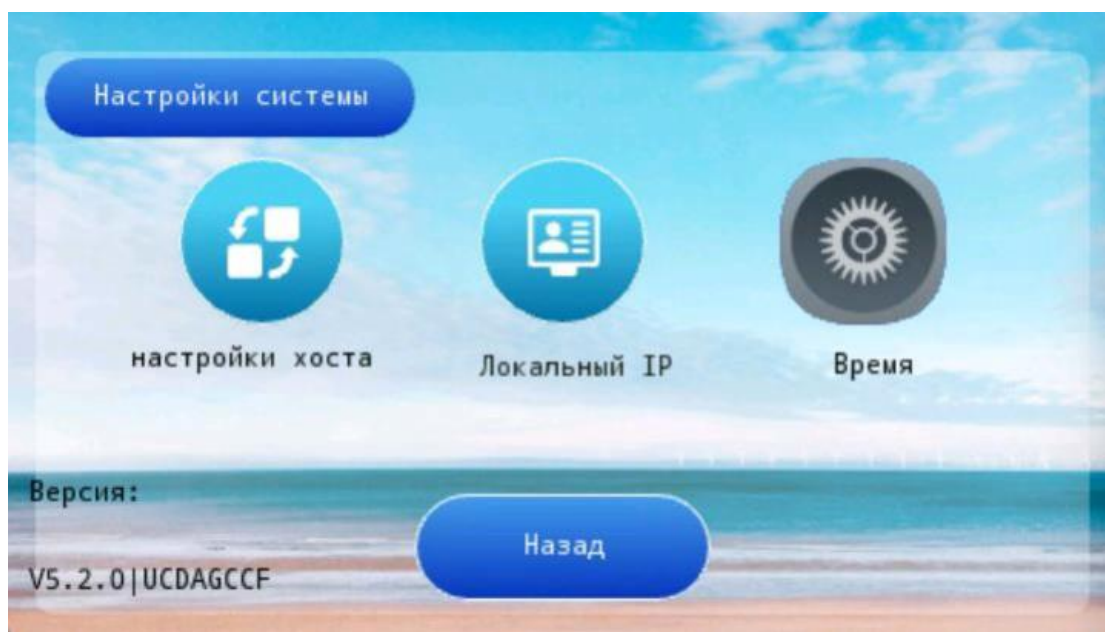 Настройки системы
настройки хоста
Локальный IP
Время
Версия:
Назад
V5.2.0|UCDAGCCF